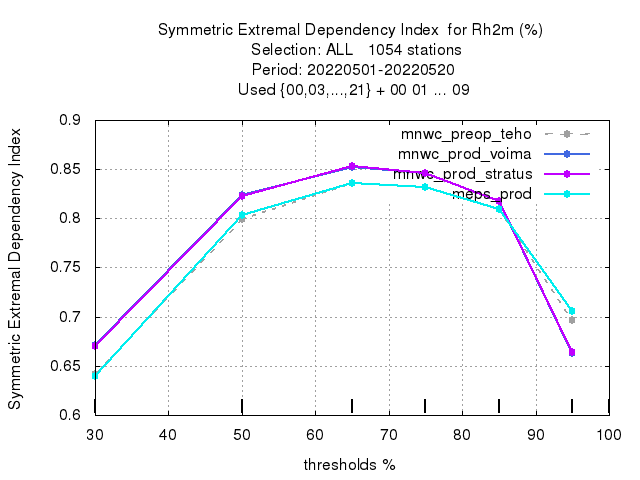 Symmetric Extremal Dependency Index  for Rh2m (%)
Selection: ALL   1054 stations
Period: 20220501-20220520
Used {00,03,...,21} + 00 01 ... 09
Symmetric Extremal Dependency Index
0.9
0.85
0.8
0.75
0.7
0.65
0.6
mnwc_preop_teho
mnwc_prod_voima
mnwc_prod_stratus
meps_prod
30 40 50 60 70 80 90 100
thresholds %